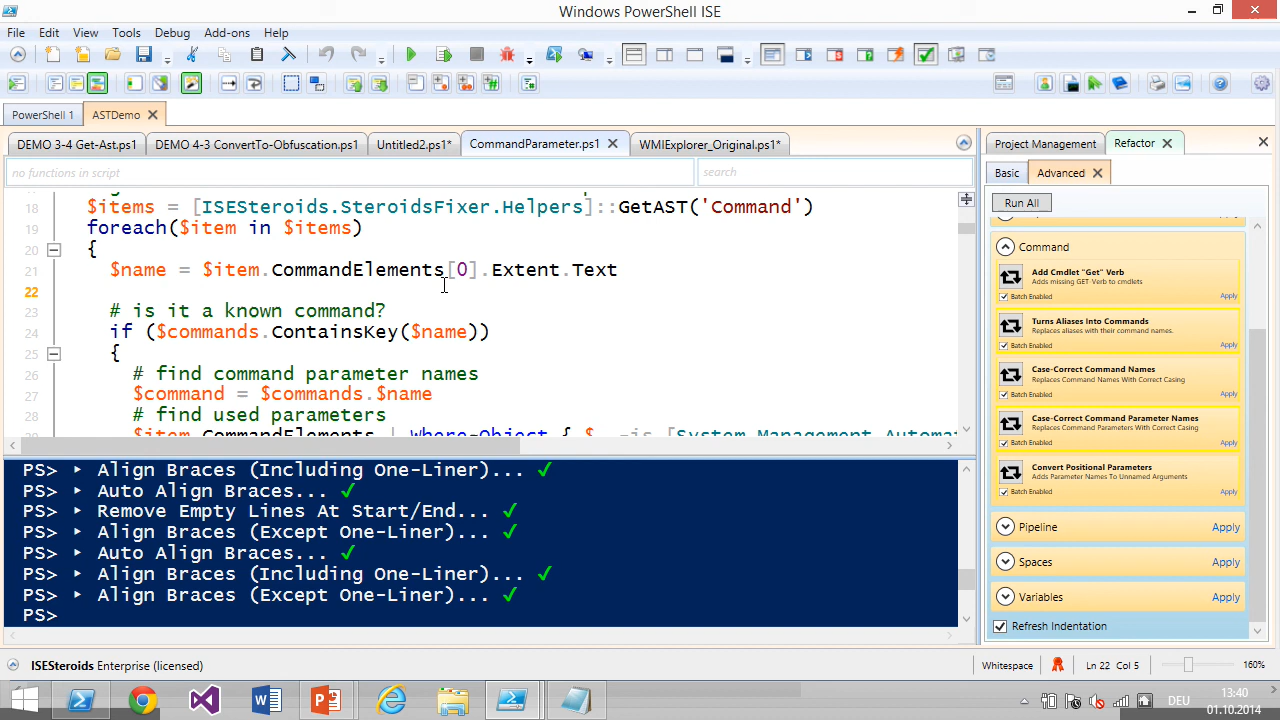 Windows PowerShell ISE
File Edit View Tools Debug Add-ons Help
PowerShell 1 ASTDemo
DEMO 3-4 Get-Ast.ps1 DEMO 4-3 ConvertTo-Obfuscation.ps1 Untitled2.ps1* CommandParameter.ps1 WMIExplorer_Original.ps1*
no functions in script search
18 $items = [ISESteroids.SteroidsFixer.Helpers]::GetAST('Command')
19 foreach($item in $items)
20 {
21 $name = $item.CommandElements[0].Extent.Text
22
23 # is it a known command?
24 if ($commands.ContainsKey($name))
25 {
26 # find command parameter names
27 $command = $commands.$name
28 # find used parameters
$item.CommandElements | Where-Object { $_ -is [System.Management.Automa
PS> ▸ Align Braces (Including One-Liner)... ✓
PS> ▸ Auto Align Braces... ✓
PS> ▸ Remove Empty Lines At Start/End... ✓
PS> ▸ Align Braces (Except One-Liner)... ✓
PS> ▸ Auto Align Braces... ✓
PS> ▸ Align Braces (Including One-Liner)... ✓
PS> ▸ Align Braces (Except One-Liner)... ✓
PS>
Project Management Refactor
Basic Advanced
Run All
Command
Add Cmdlet "Get" Verb
Adds missing GET-Verb to cmdlets
Batch Enabled Apply
Turns Aliases Into Commands
Replaces aliases with their command names.
Batch Enabled Apply
Case-Correct Command Names
Replaces Command Names With Correct Casing
Batch Enabled Apply
Case-Correct Command Parameter Names
Replaces Command Parameters With Correct Casing
Batch Enabled Apply
Convert Positional Parameters
Adds Parameter Names To Unnamed Arguments
Batch Enabled Apply
Pipeline Apply
Spaces Apply
Variables Apply
Refresh Indentation
ISESteroids Enterprise (licensed) Whitespace Ln 22 Col 5 160%
DEU 13:40
01.10.2014